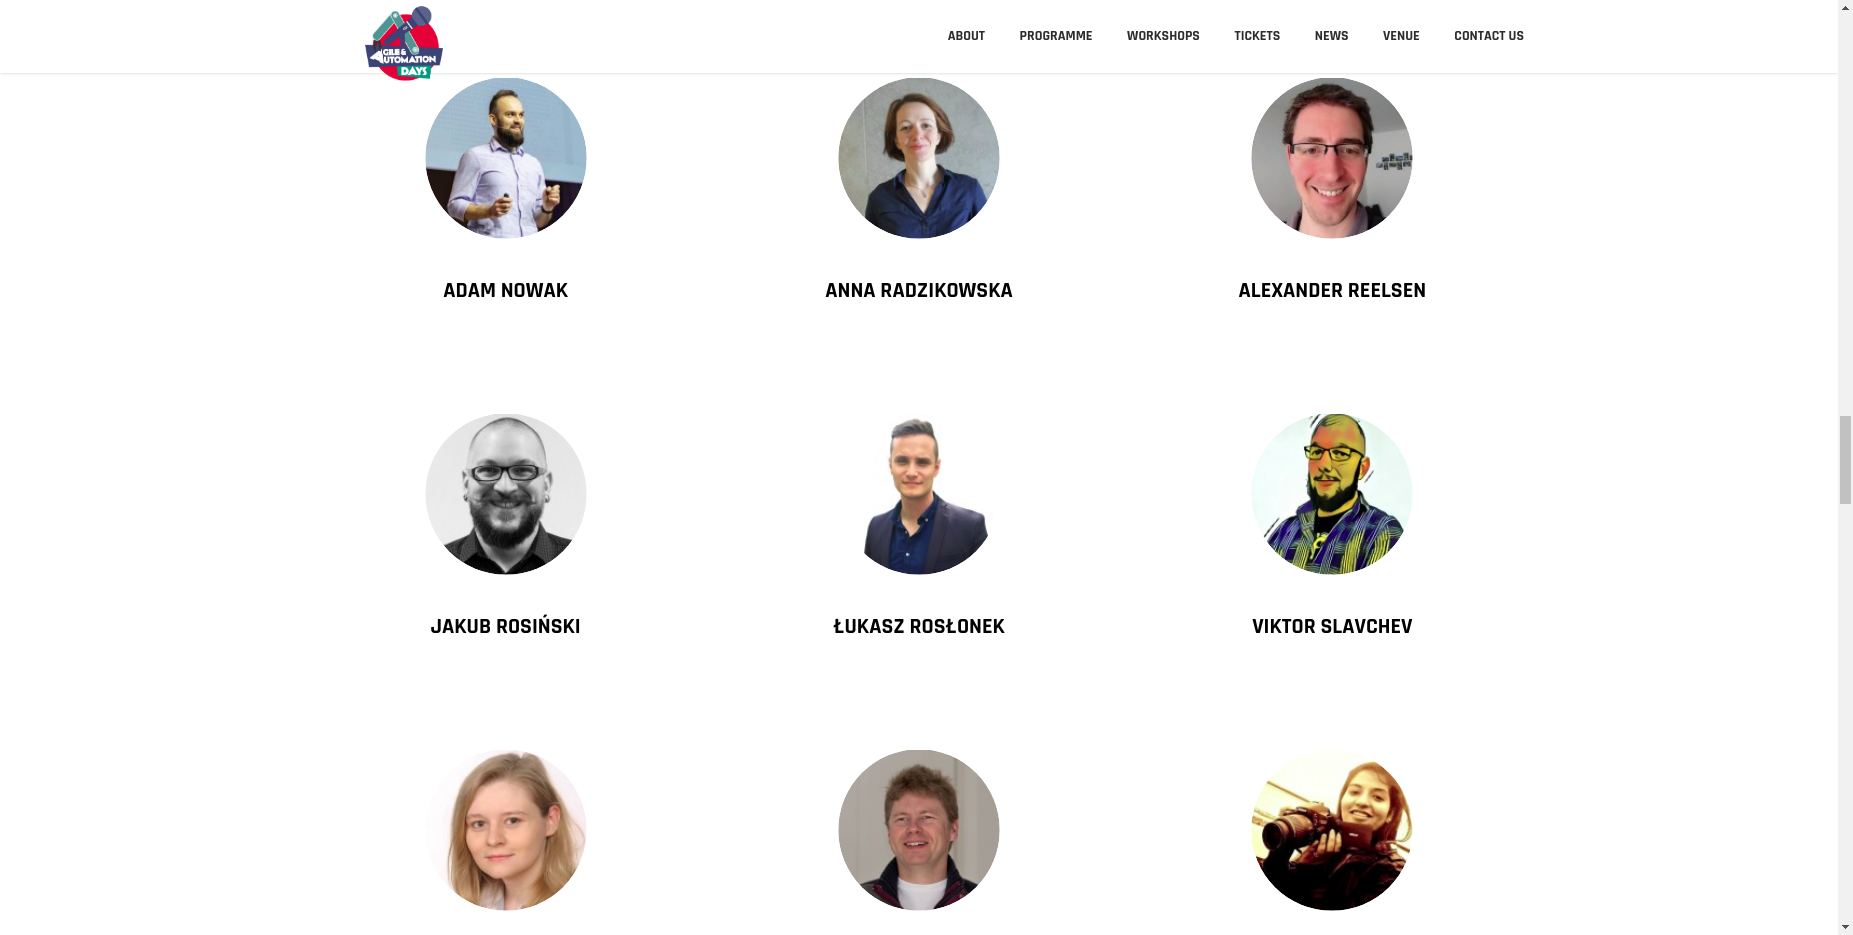 AGILE &
AUTOMATION
DAYS
ABOUT PROGRAMME WORKSHOPS TICKETS NEWS VENUE CONTACT US
ADAM NOWAK ANNA RADZIKOWSKA ALEXANDER REELSEN
JAKUB ROSIŃSKI ŁUKASZ ROSŁONEK VIKTOR SLAVCHEV